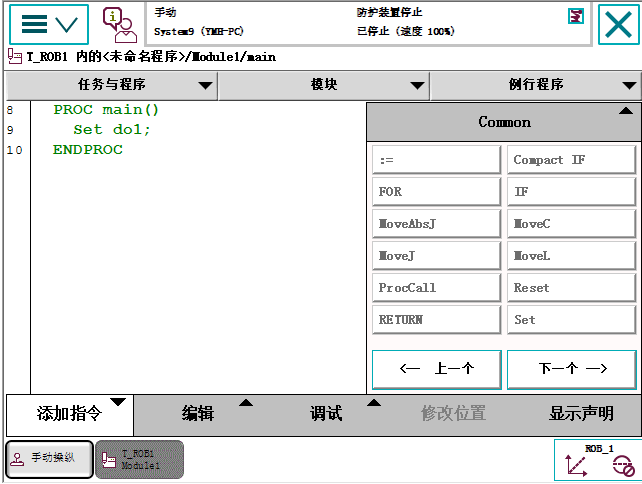 手动
防护装置停止
System9 (YMH-PC)
已停止 (速度 100%)
T_ROB1 内的<未命名程序>/Module1/main
任务与程序
模块
例行程序
8 PROC main()
9 Set do1;
10 ENDPROC
Common
:=
Compact IF
FOR
IF
MoveAbsJ
MoveC
MoveJ
MoveL
ProcCall
Reset
RETURN
Set
<— 上一个
下一个 —>
添加指令
编辑
调试
修改位置
显示声明
手动操纵
T_ROB1
Module1
ROB_1